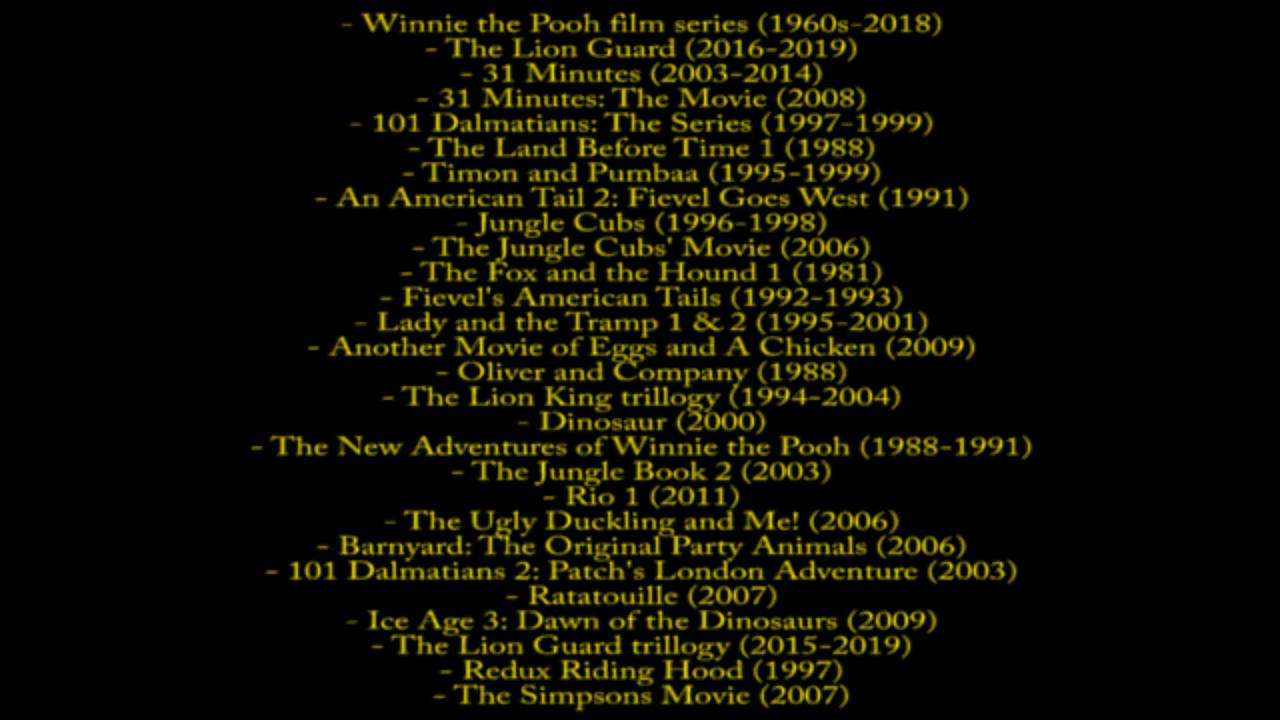 - Winnie the Pooh film series (1960s-2018)
- The Lion Guard (2016-2019)
- 31 Minutes (2003-2014)
- 31 Minutes: The Movie (2008)
- 101 Dalmatians: The Series (1997-1999)
- The Land Before Time 1 (1988)
- Timon and Pumbaa (1995-1999)
- An American Tail 2: Fievel Goes West (1991)
- Jungle Cubs (1996-1998)
- The Jungle Cubs' Movie (2006)
- The Fox and the Hound 1 (1981)
- Fievel's American Tails (1992-1993)
- Lady and the Tramp 1 & 2 (1995-2001)
- Another Movie of Eggs and A Chicken (2009)
- Oliver and Company (1988)
- The Lion King trillogy (1994-2004)
- Dinosaur (2000)
- The New Adventures of Winnie the Pooh (1988-1991)
- The Jungle Book 2 (2003)
- Rio 1 (2011)
- The Ugly Duckling and Me! (2006)
- Barnyard: The Original Party Animals (2006)
- 101 Dalmatians 2: Patch's London Adventure (2003)
- Ratatouille (2007)
- Ice Age 3: Dawn of the Dinosaurs (2009)
- The Lion Guard trillogy (2015-2019)
- Redux Riding Hood (1997)
- The Simpsons Movie (2007)